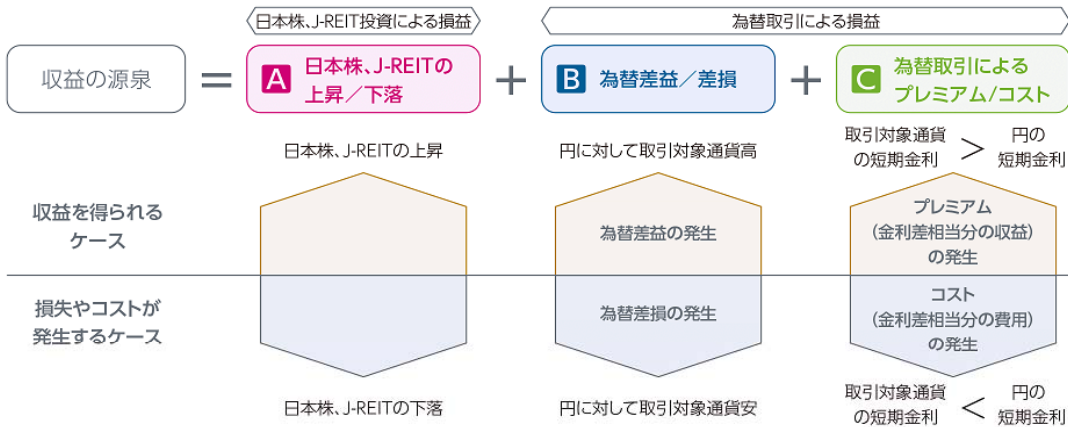 日本株、J-REIT投資による損益
為替取引による損益
収益の源泉
=
A
日本株、J-REITの
上昇/下落
+
B
為替差益/差損
+
C
為替取引による
プレミアム/コスト
日本株、J-REITの上昇
円に対して取引対象通貨高
取引対象通貨
の短期金利
>
円の
短期金利
収益を得られる
ケース
為替差益の発生
プレミアム
(金利差相当分の収益)
の発生
損失やコストが
発生するケース
為替差損の発生
コスト
(金利差相当分の費用)
の発生
日本株、J-REITの下落
円に対して取引対象通貨安
取引対象通貨
の短期金利
<
円の
短期金利